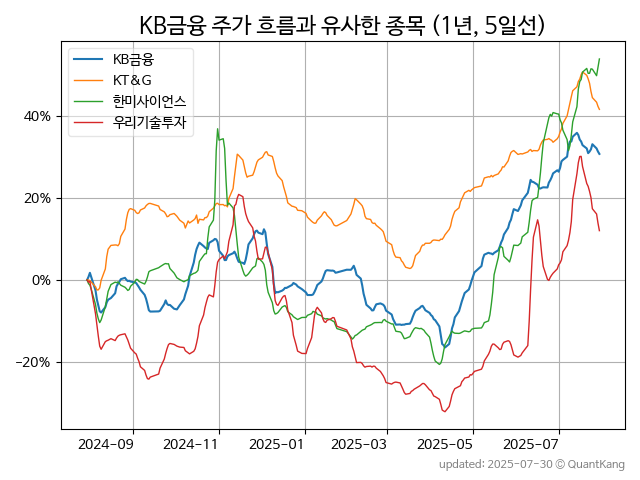 KB금융 주가 흐름과 유사한 종목 (1년, 5일선)
KB금융
KT&G
한미사이언스
우리기술투자
40%
20%
0%
−20%
2024-09 2024-11 2025-01 2025-03 2025-05 2025-07
updated: 2025-07-30 © QuantKang